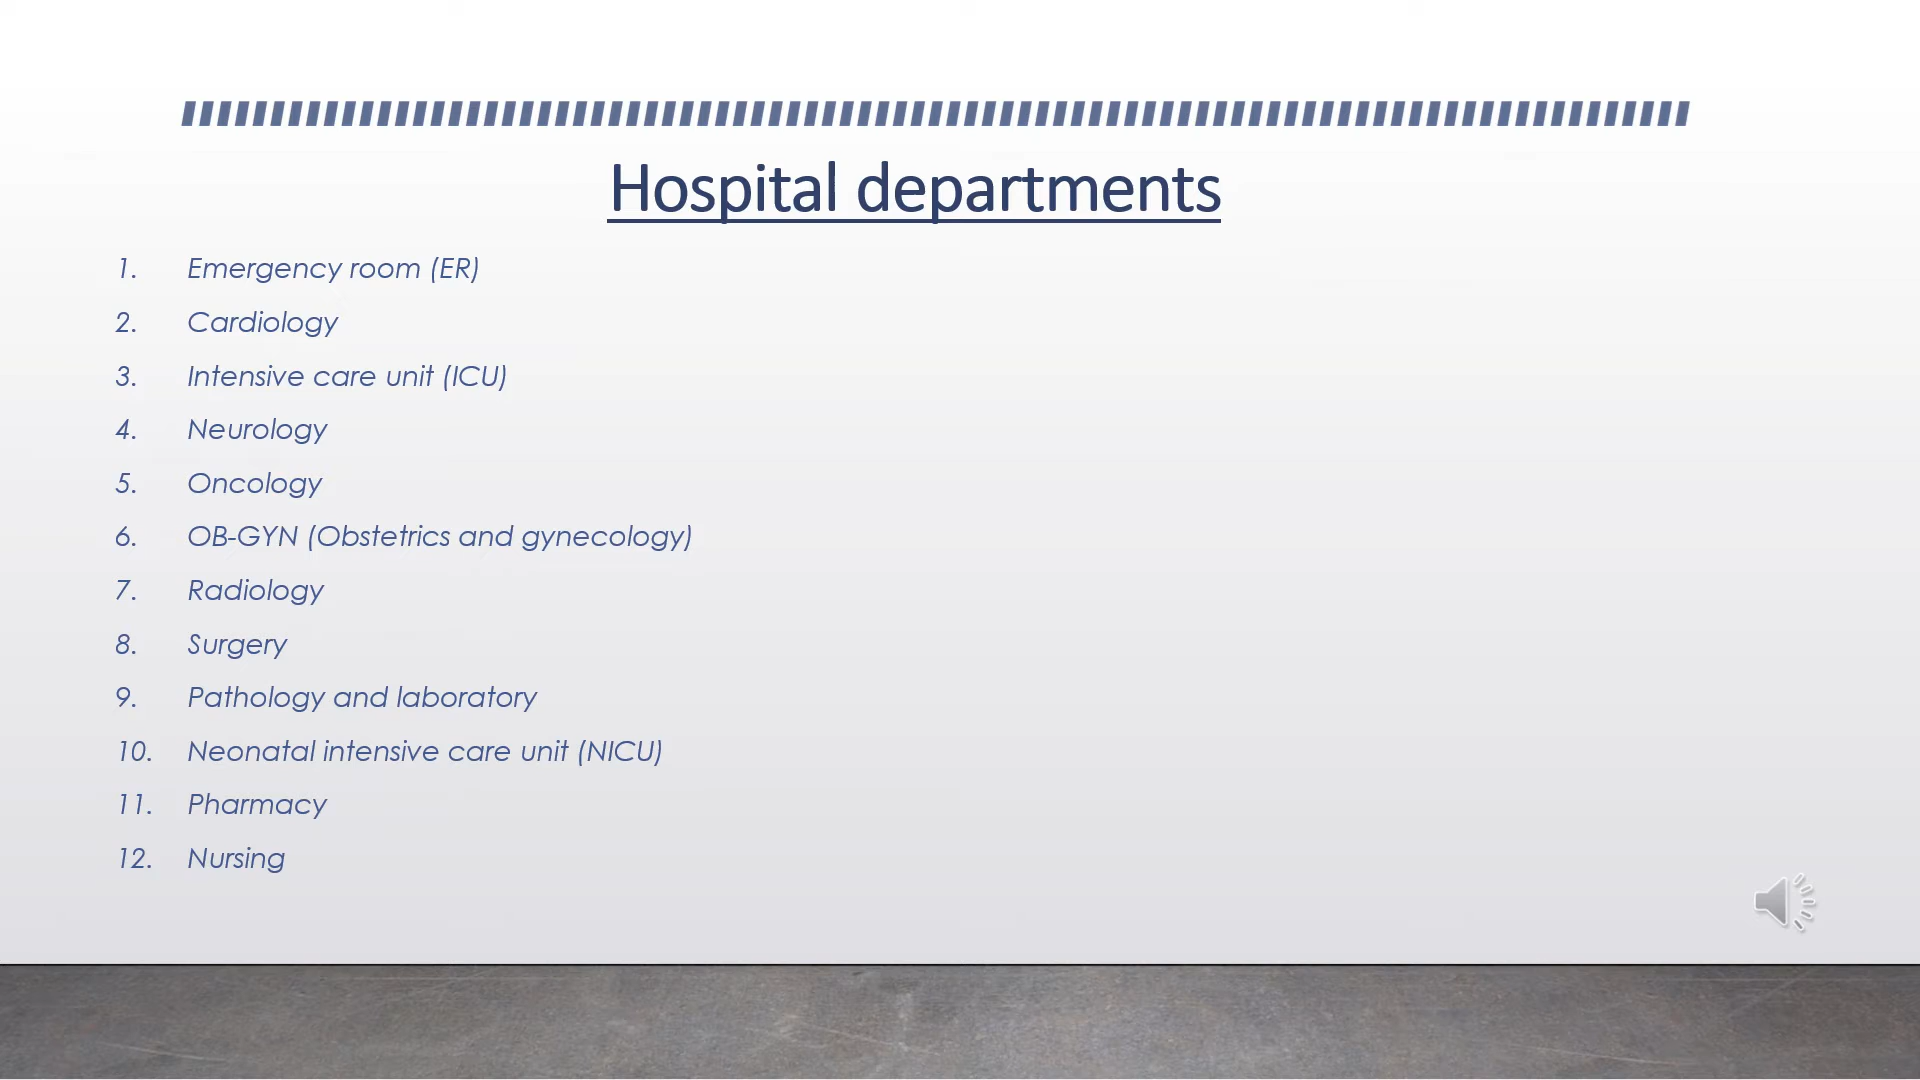 Hospital departments
1. Emergency room (ER)
2. Cardiology
3. Intensive care unit (ICU)
4. Neurology
5. Oncology
6. OB-GYN (Obstetrics and gynecology)
7. Radiology
8. Surgery
9. Pathology and laboratory
10. Neonatal intensive care unit (NICU)
11. Pharmacy
12. Nursing